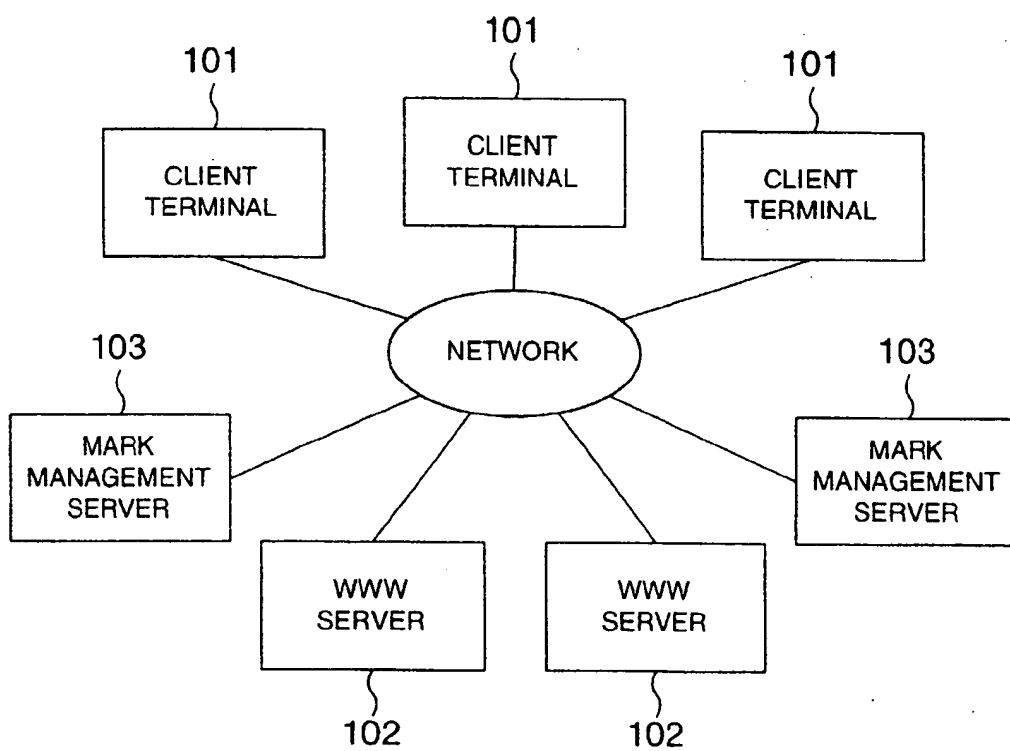 101
101
101
CLIENT
TERMINAL
CLIENT
TERMINAL
CLIENT
TERMINAL
NETWORK
103
103
MARK
MANAGEMENT
SERVER
MARK
MANAGEMENT
SERVER
WWW
SERVER
WWW
SERVER
102
102